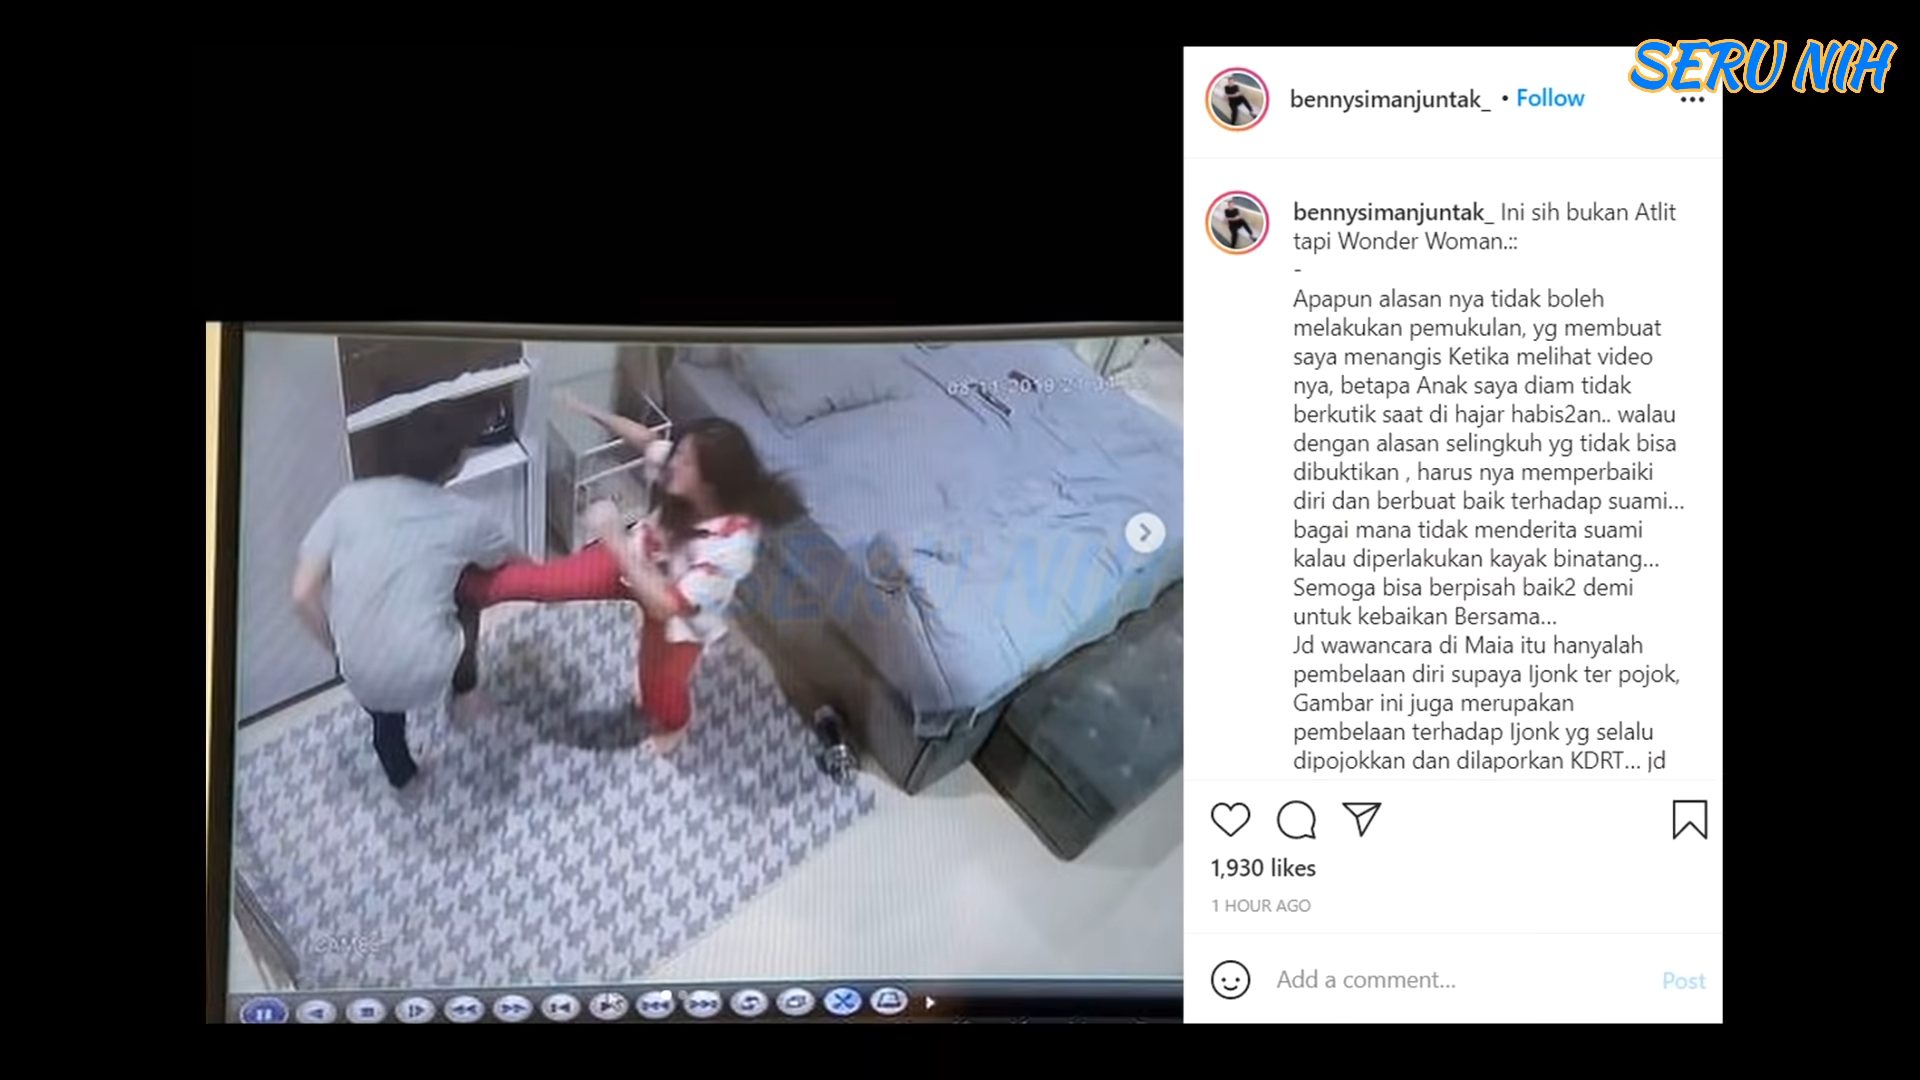 SERU NIH
bennysimanjuntak_ • Follow
bennysimanjuntak_ Ini sih bukan Atlit
tapi Wonder Woman.::
-
Apapun alasan nya tidak boleh
melakukan pemukulan, yg membuat
saya menangis Ketika melihat video
nya, betapa Anak saya diam tidak
berkutik saat di hajar habis2an.. walau
dengan alasan selingkuh yg tidak bisa
dibuktikan , harus nya memperbaiki
diri dan berbuat baik terhadap suami...
bagai mana tidak menderita suami
kalau diperlakukan kayak binatang...
Semoga bisa berpisah baik2 demi
untuk kebaikan Bersama...
Jd wawancara di Maia itu hanyalah
pembelaan diri supaya Ijonk ter pojok,
Gambar ini juga merupakan
pembelaan terhadap Ijonk yg selalu
dipojokkan dan dilaporkan KDRT... jd
1,930 likes
1 HOUR AGO
Add a comment... Post
SERU NIH